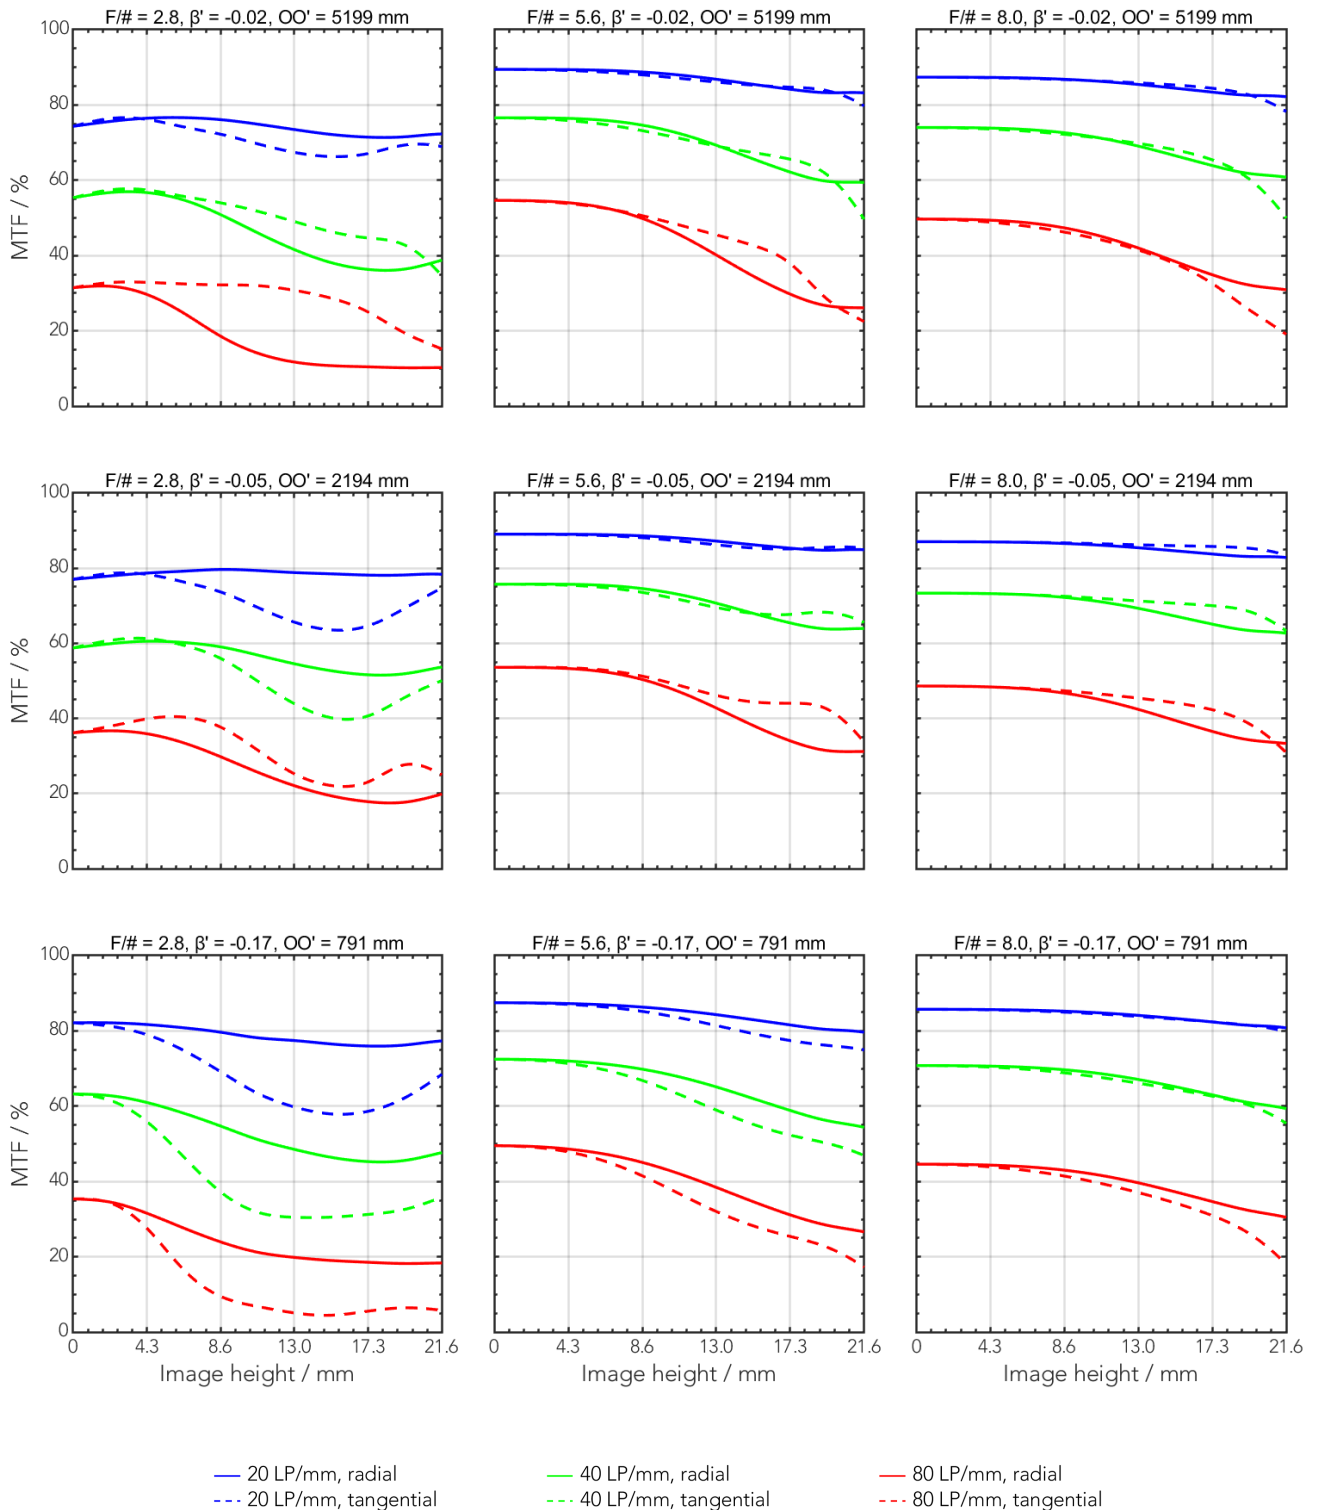 F/# = 2.8, β' = -0.02, OO' = 5199 mm
F/# = 5.6, β' = -0.02, OO' = 5199 mm
F/# = 8.0, β' = -0.02, OO' = 5199 mm
100
80
60
40
20
0
MTF / %
F/# = 2.8, β' = -0.05, OO' = 2194 mm
F/# = 5.6, β' = -0.05, OO' = 2194 mm
F/# = 8.0, β' = -0.05, OO' = 2194 mm
100
80
60
40
20
0
MTF / %
F/# = 2.8, β' = -0.17, OO' = 791 mm
F/# = 5.6, β' = -0.17, OO' = 791 mm
F/# = 8.0, β' = -0.17, OO' = 791 mm
100
80
60
40
20
0
MTF / %
0 4.3 8.6 13.0 17.3 21.6
0 4.3 8.6 13.0 17.3 21.6
0 4.3 8.6 13.0 17.3 21.6
Image height / mm
Image height / mm
Image height / mm
20 LP/mm, radial
40 LP/mm, radial
80 LP/mm, radial
20 LP/mm, tangential
40 LP/mm, tangential
80 LP/mm, tangential